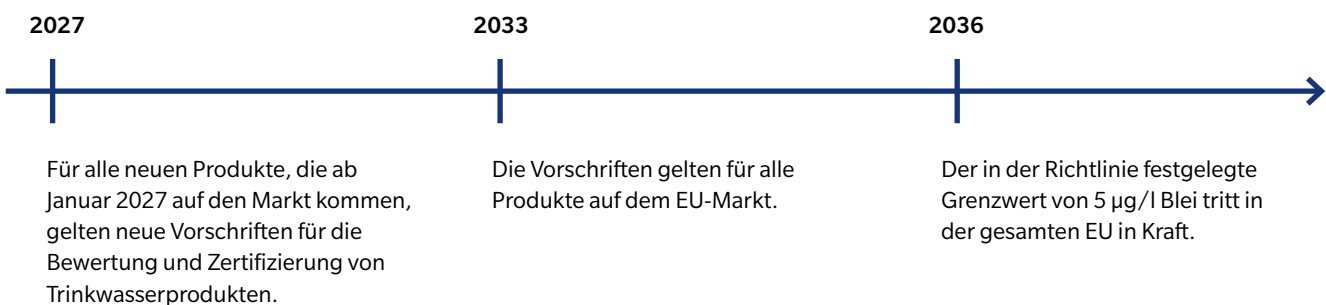 2027
2033
2036
Für alle neuen Produkte, die ab
Januar 2027 auf den Markt kommen,
gelten neue Vorschriften für die
Bewertung und Zertifizierung von
Trinkwasserprodukten.
Die Vorschriften gelten für alle
Produkte auf dem EU-Markt.
Der in der Richtlinie festgelegte
Grenzwert von 5 µg/l Blei tritt in
der gesamten EU in Kraft.